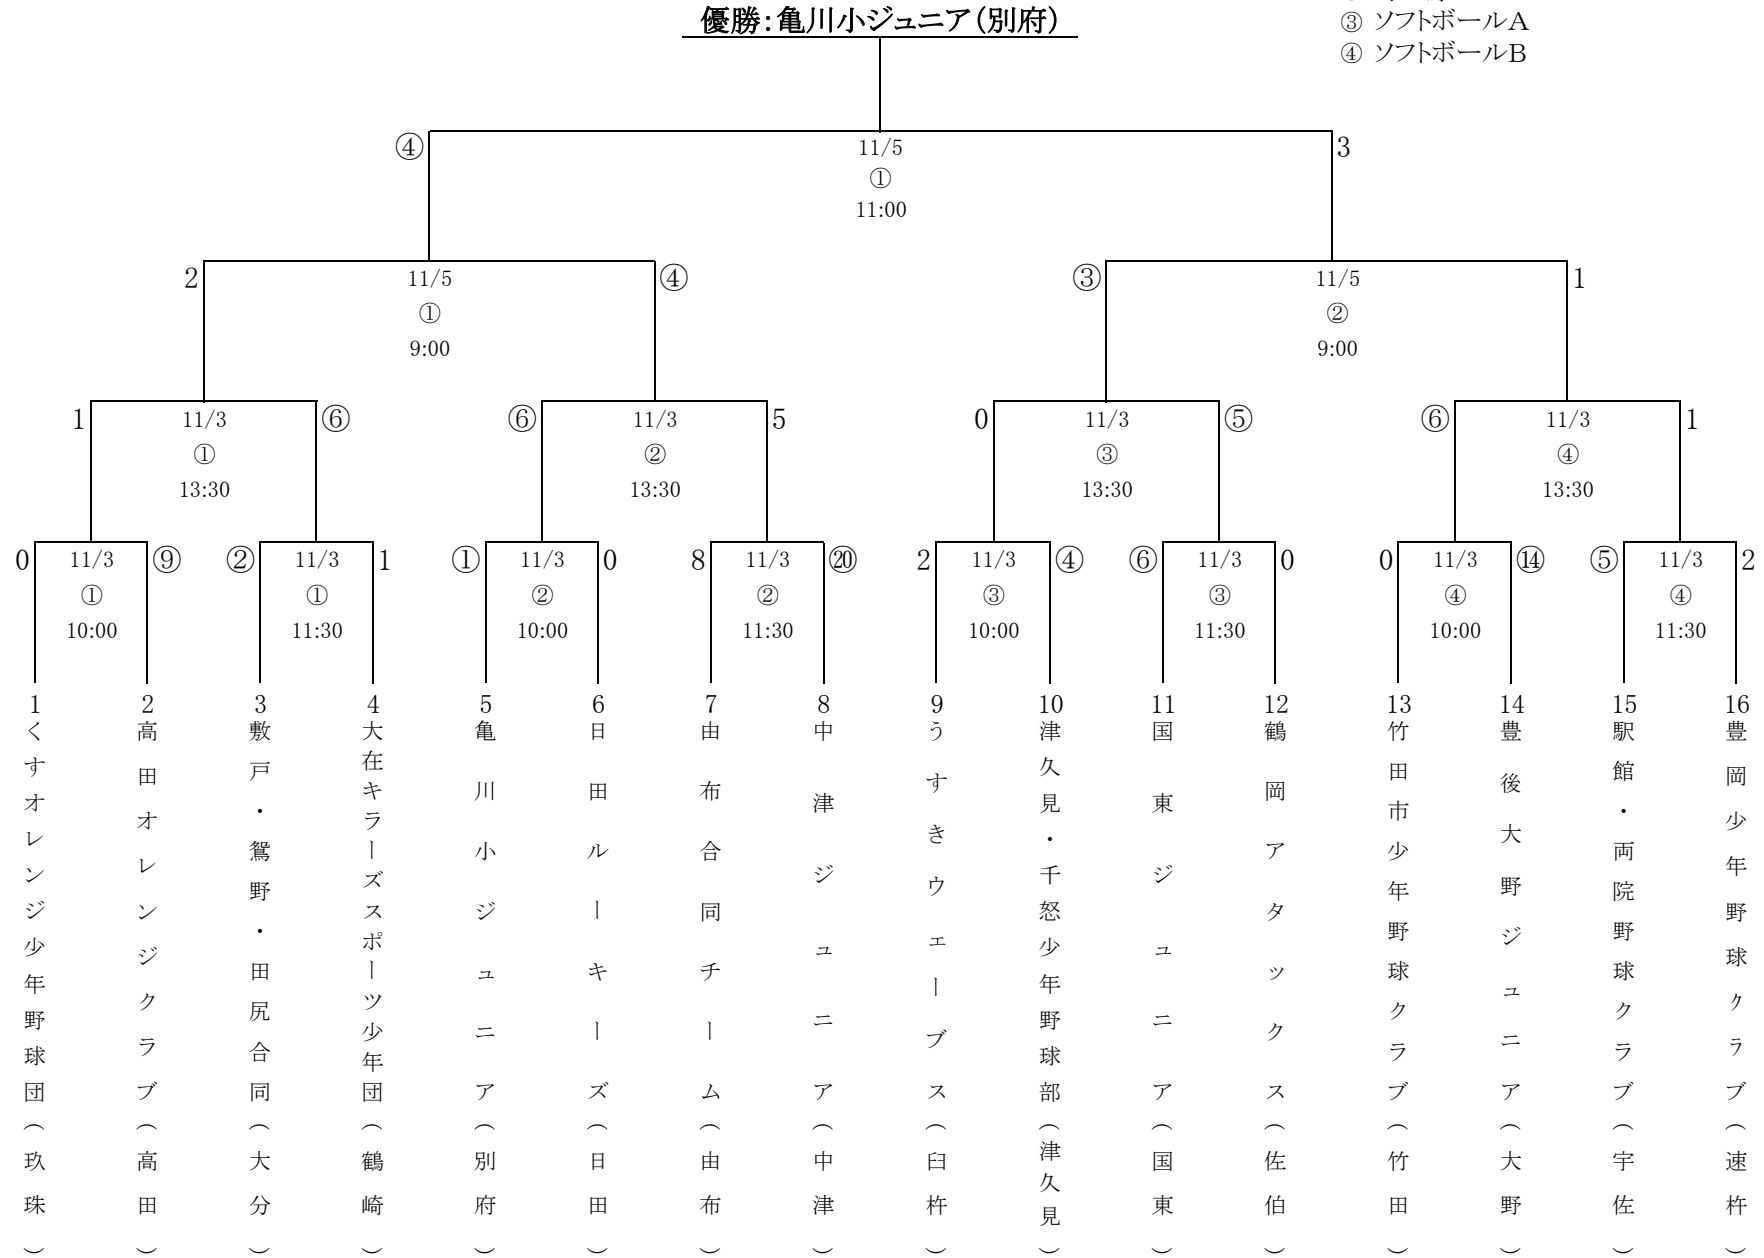 優勝：亀川小ジュニア（別府）
③ ソフトボールA
④ ソフトボールB
④ 11/5 3
①
11:00
2 11/5 ④ ③ 11/5 1
① ②
9:00 9:00
1 11/3 ⑥ ⑥ 11/3 5 0 11/3 ⑤ ⑥ 11/3 1
① ② ③ ④
13:30 13:30 13:30 13:30
0 11/3 ⑨ ② 11/3 1 ① 11/3 0 8 11/3 ⑳ 2 11/3 ④ ⑥ 11/3 0 0 11/3 ⑭ ⑤ 11/3 2
① ① ② ② ③ ③ ④ ④
10:00 11:30 10:00 11:30 10:00 11:30 10:00 11:30
1 くすオレンジ少年野球団（玖珠）
2 高田オレンジクラブ（高田）
3 敷戸・鴛野・田尻合同（大分）
4 大在キラーズスポーツ少年団（鶴崎）
5 亀川小ジュニア（別府）
6 日田ルーキーズ（日田）
7 由布合同チーム（由布）
8 中津ジュニア（中津）
9 うすきウェーブス（臼杵）
10 津久見・千怒少年野球部（津久見）
11 国東ジュニア（国東）
12 鶴岡アタックス（佐伯）
13 竹田市少年野球クラブ（竹田）
14 豊後大野ジュニア（大野）
15 駅館・両院野球クラブ（宇佐）
16 豊岡少年野球クラブ（速杵）